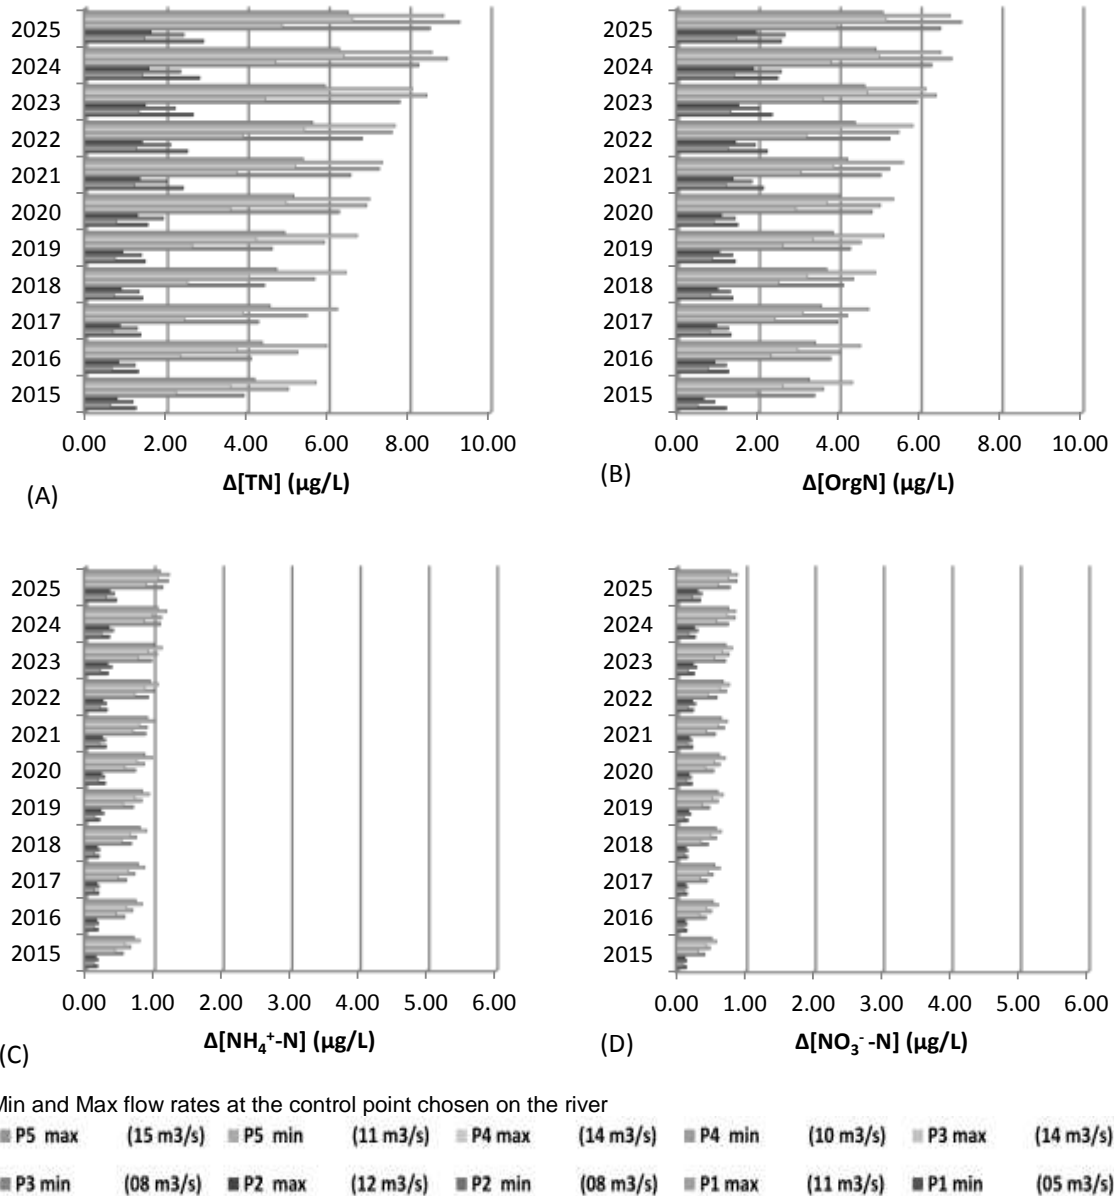 2025
2024
2023
2022
2021
2020
2019
2018
2017
2016
2015
0.00 2.00 4.00 6.00 8.00 10.00
Δ[TN] (µg/L)
(A)
2025
2024
2023
2022
2021
2020
2019
2018
2017
2016
2015
0.00 2.00 4.00 6.00 8.00 10.00
Δ[OrgN] (µg/L)
(B)
2025
2024
2023
2022
2021
2020
2019
2018
2017
2016
2015
0.00 1.00 2.00 3.00 4.00 5.00 6.00
Δ[NH₄⁺-N] (µg/L)
(C)
2025
2024
2023
2022
2021
2020
2019
2018
2017
2016
2015
0.00 1.00 2.00 3.00 4.00 5.00 6.00
Δ[NO₃⁻ -N] (µg/L)
(D)
Min and Max flow rates at the control point chosen on the river
P5 max (15 m3/s) P5 min (11 m3/s) P4 max (14 m3/s) P4 min (10 m3/s) P3 max (14 m3/s)
P3 min (08 m3/s) P2 max (12 m3/s) P2 min (08 m3/s) P1 max (11 m3/s) P1 min (05 m3/s)